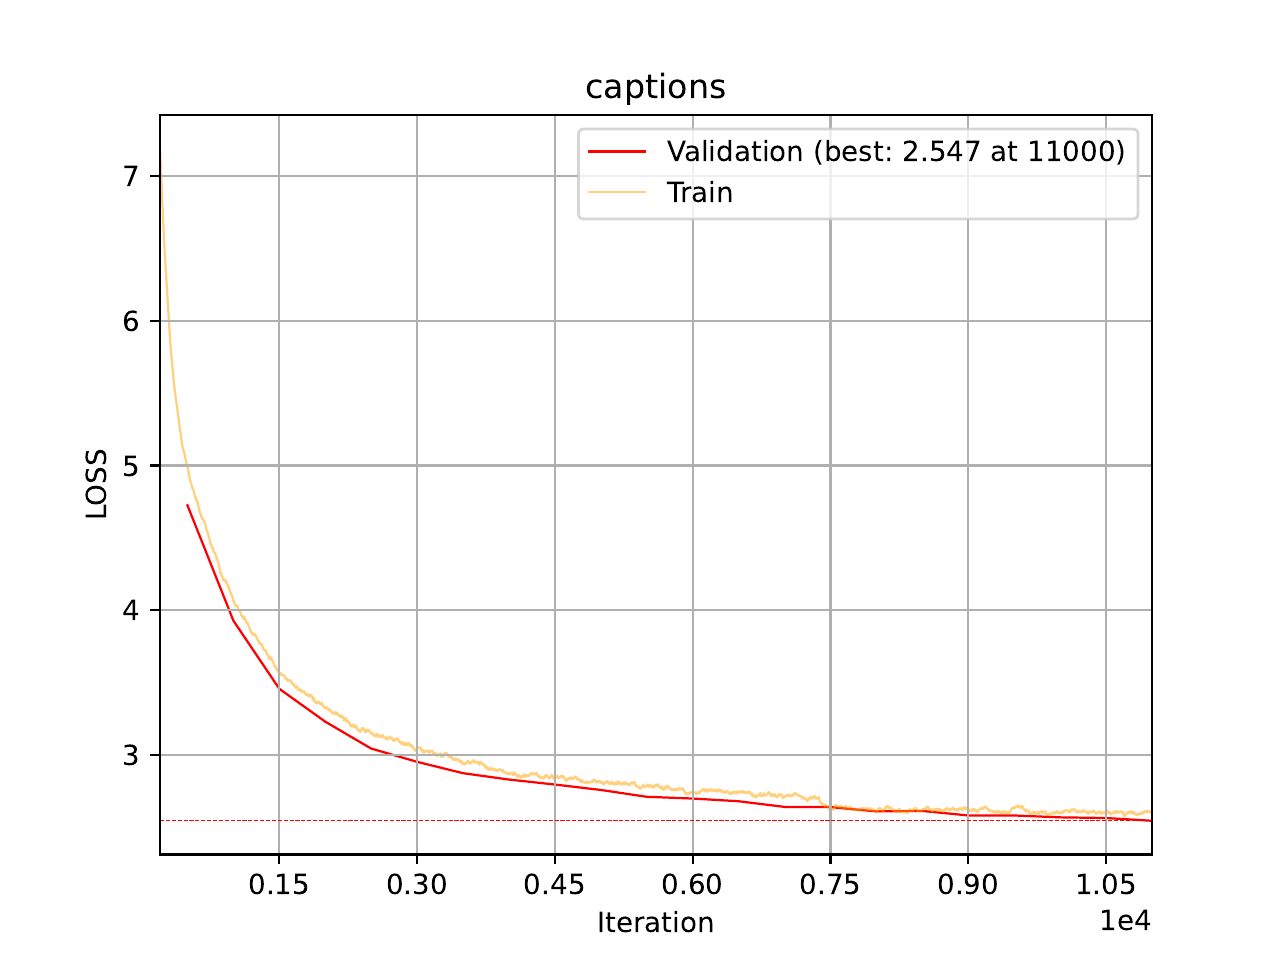 captions
Validation (best: 2.547 at 11000)
Train
7
6
5
4
3
LOSS
0.15 0.30 0.45 0.60 0.75 0.90 1.05
1e4
Iteration